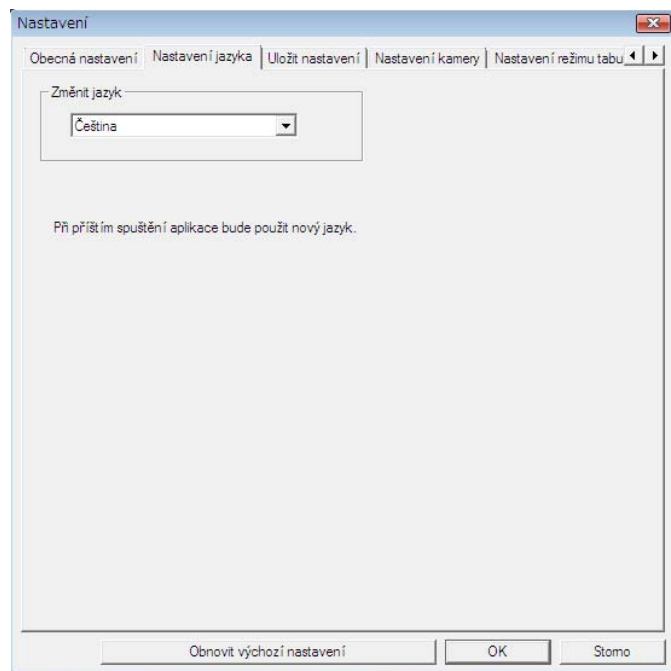 Nastavení
Obecná nastavení Nastavení jazyka Uložit nastavení Nastavení kamery Nastavení režimu tabu
Změnit jazyk
Čeština
Při příštím spuštění aplikace bude použit nový jazyk.
Obnovit výchozí nastavení OK Storno